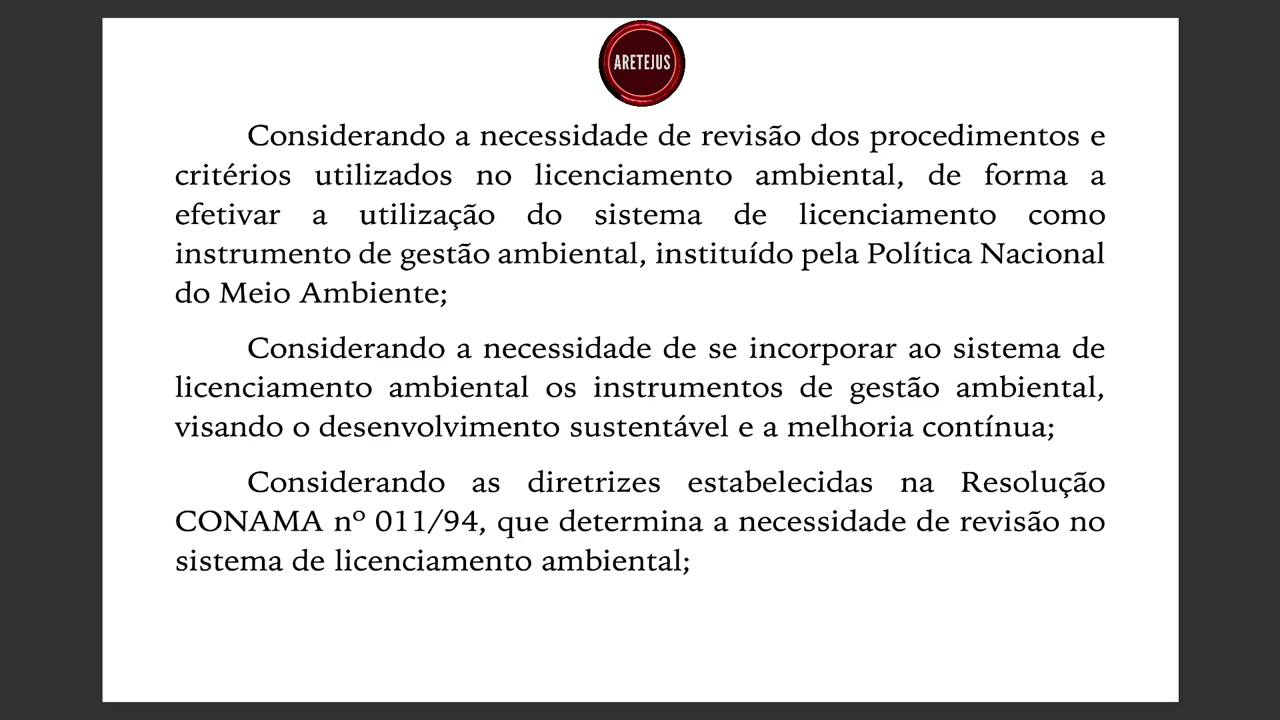 ARETEJUS
Considerando a necessidade de revisão dos procedimentos e
critérios utilizados no licenciamento ambiental, de forma a
efetivar a utilização do sistema de licenciamento como
instrumento de gestão ambiental, instituído pela Política Nacional
do Meio Ambiente;
Considerando a necessidade de se incorporar ao sistema de
licenciamento ambiental os instrumentos de gestão ambiental,
visando o desenvolvimento sustentável e a melhoria contínua;
Considerando as diretrizes estabelecidas na Resolução
CONAMA nº 011/94, que determina a necessidade de revisão no
sistema de licenciamento ambiental;